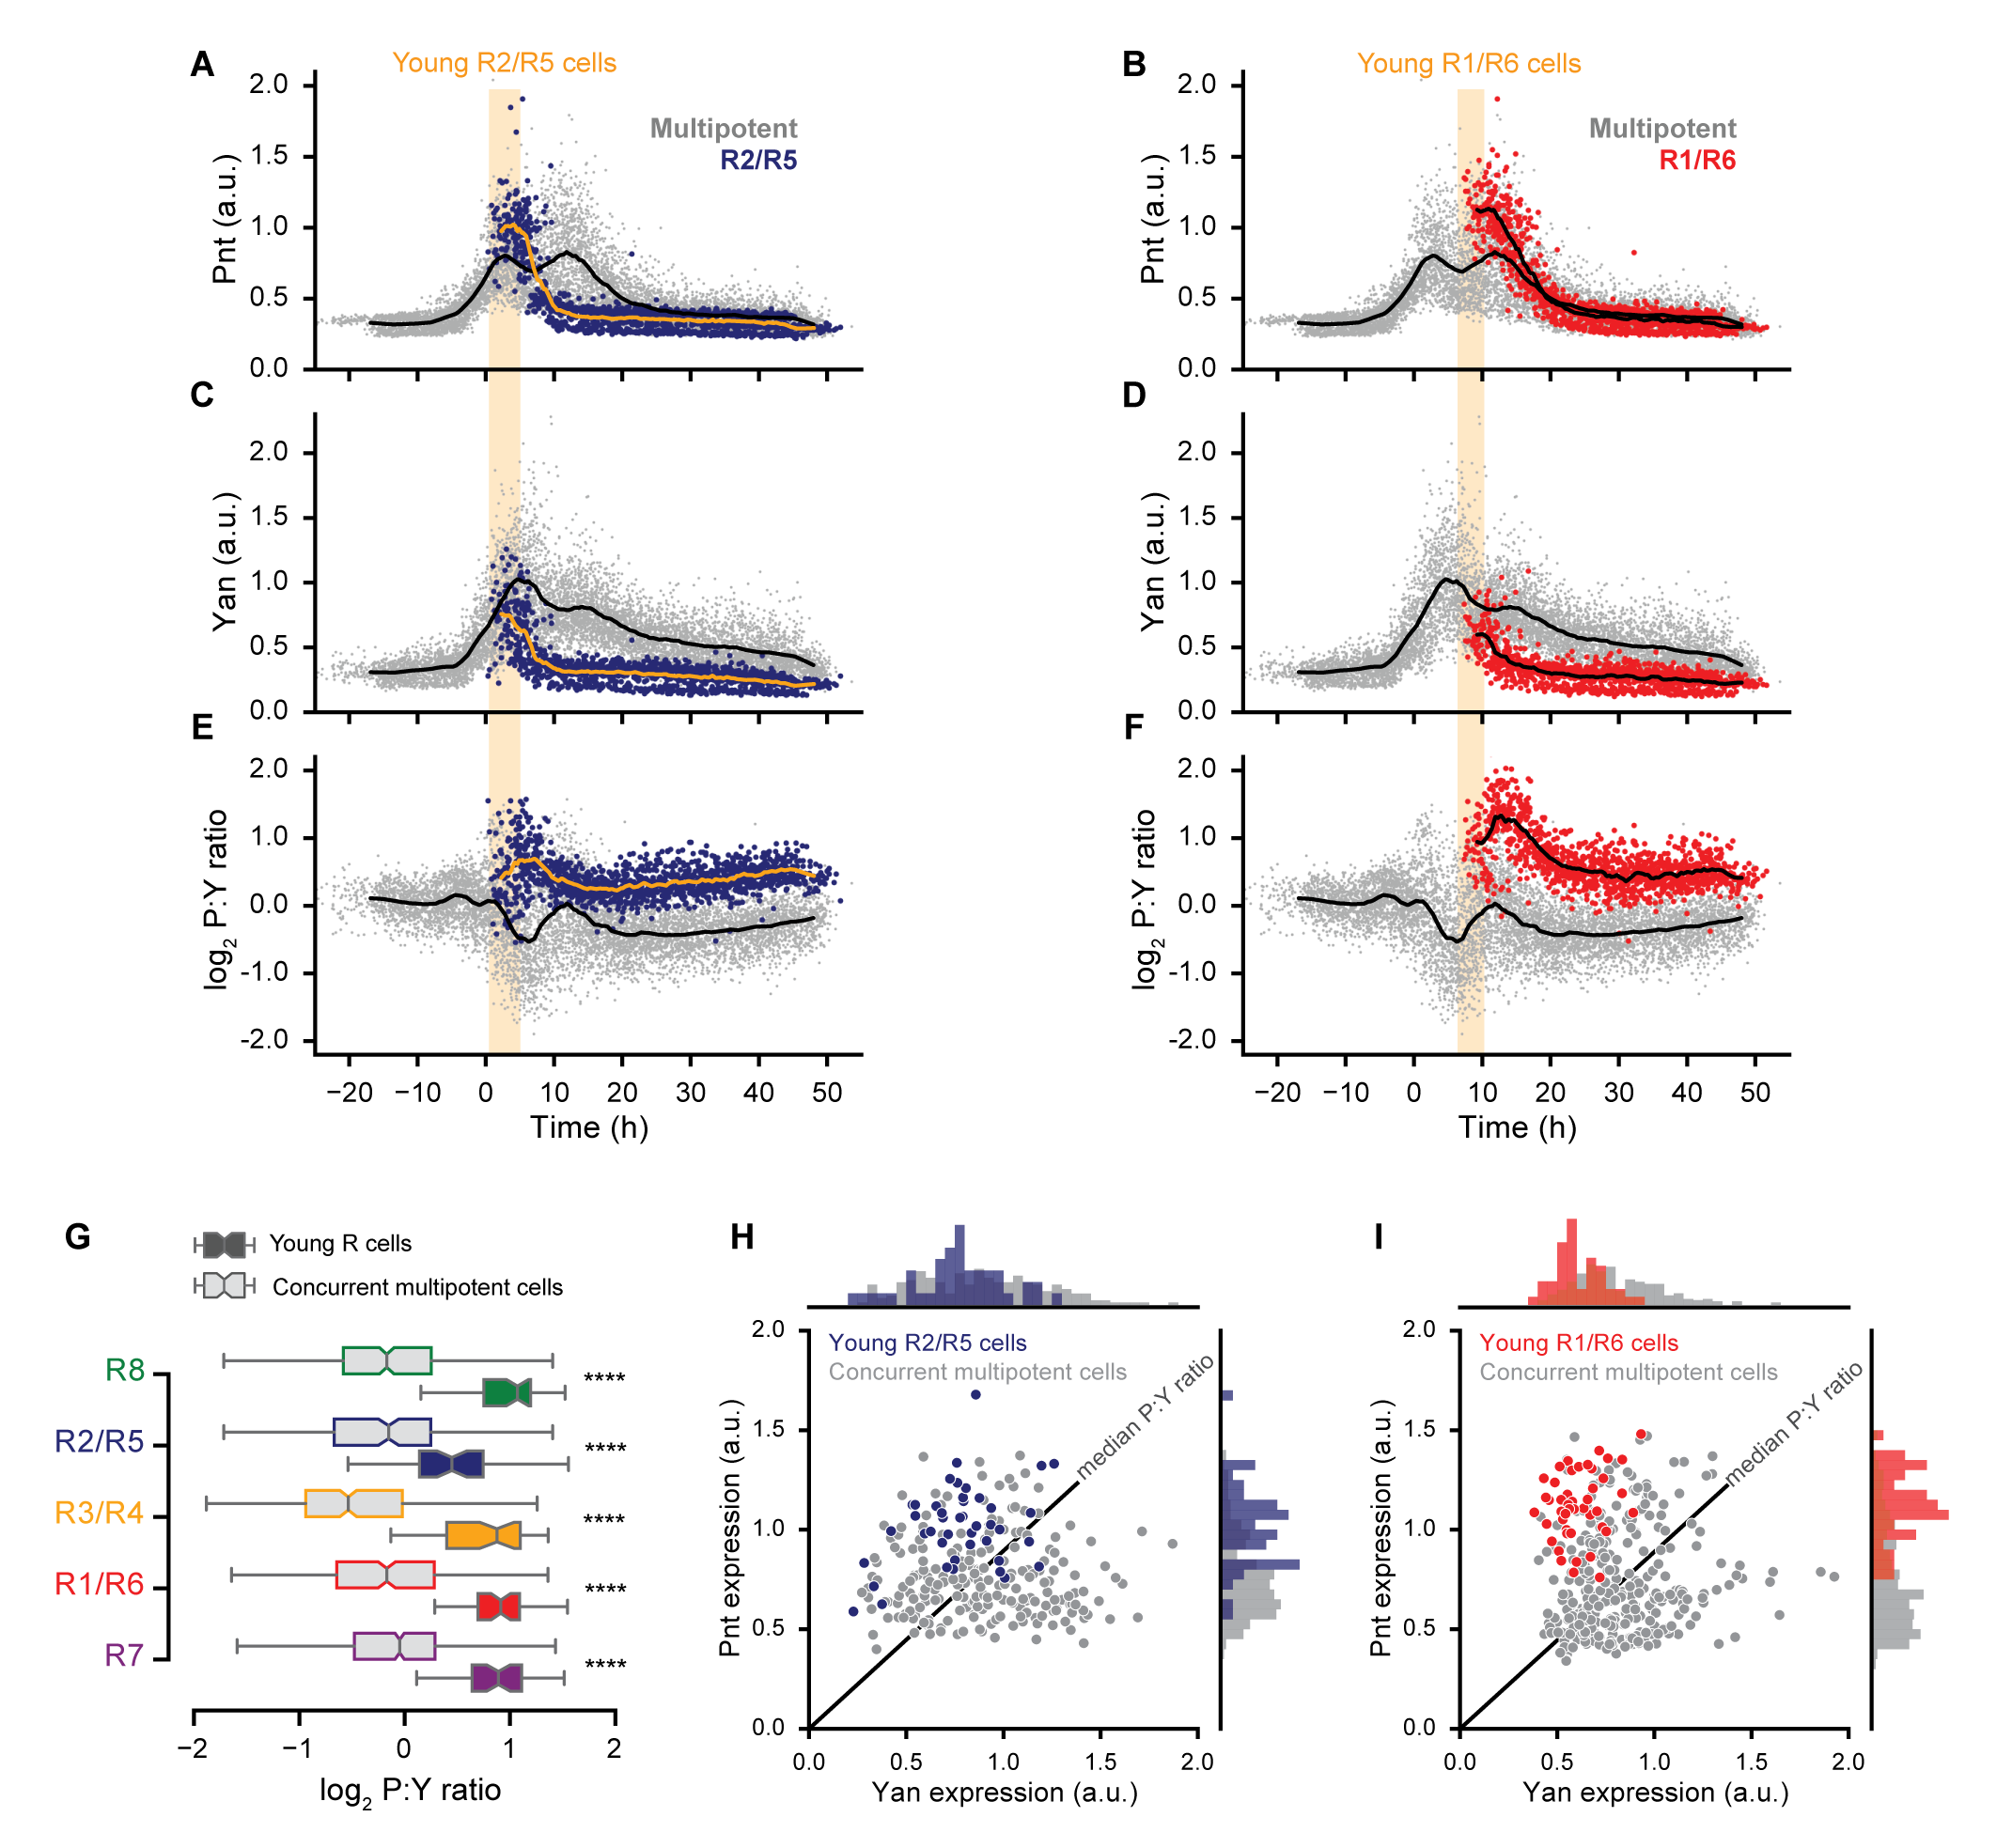 A
Young R2/R5 cells
Multipotent
R2/R5
Pnt (a.u.)
2.0
1.5
1.0
0.5
0.0
B
Young R1/R6 cells
Multipotent
R1/R6
Pnt (a.u.)
2.0
1.5
1.0
0.5
0.0
C
Yan (a.u.)
2.0
1.5
1.0
0.5
0.0
D
Yan (a.u.)
2.0
1.5
1.0
0.5
0.0
E
log2 P:Y ratio
2.0
1.0
0.0
-1.0
-2.0
−20 −10 0 10 20 30 40 50
Time (h)
F
log2 P:Y ratio
2.0
1.0
0.0
-1.0
-2.0
−20 −10 0 10 20 30 40 50
Time (h)
G
Young R cells
Concurrent multipotent cells
R8
****
R2/R5
****
R3/R4
****
R1/R6
****
R7
****
−2 −1 0 1 2
log2 P:Y ratio
H
Young R2/R5 cells
Concurrent multipotent cells
median P:Y ratio
Pnt expression (a.u.)
2.0
1.5
1.0
0.5
0.0
0.0 0.5 1.0 1.5 2.0
Yan expression (a.u.)
I
Young R1/R6 cells
Concurrent multipotent cells
median P:Y ratio
Pnt expression (a.u.)
2.0
1.5
1.0
0.5
0.0
0.0 0.5 1.0 1.5 2.0
Yan expression (a.u.)